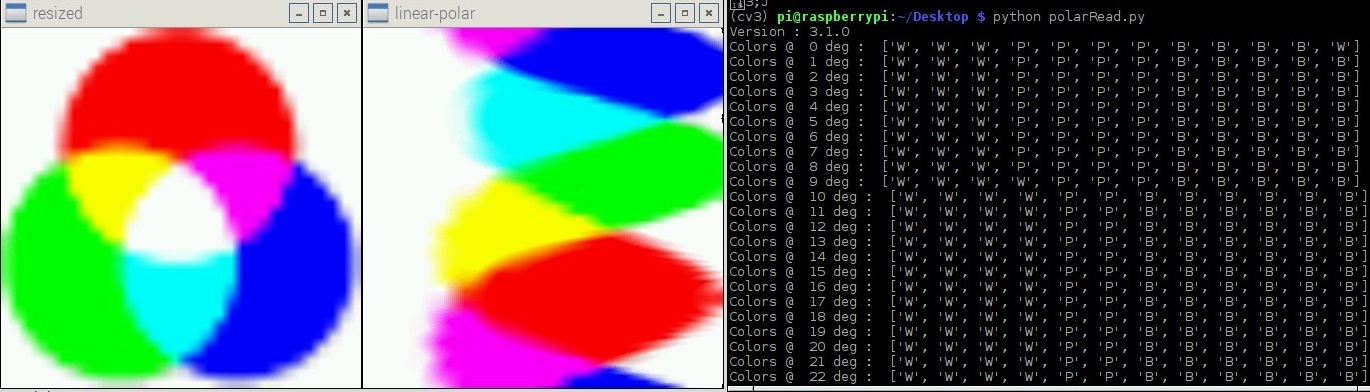 resized
linear-polar
(cv3) pi@raspberrypi:~/Desktop $ python polarRead.py
Version : 3.1.0
Colors @  0 deg :  ['W', 'W', 'W', 'P', 'P', 'P', 'P', 'B', 'B', 'B', 'B', 'W']
Colors @  1 deg :  ['W', 'W', 'W', 'P', 'P', 'P', 'P', 'B', 'B', 'B', 'B', 'B']
Colors @  2 deg :  ['W', 'W', 'W', 'P', 'P', 'P', 'P', 'B', 'B', 'B', 'B', 'B']
Colors @  3 deg :  ['W', 'W', 'W', 'P', 'P', 'P', 'P', 'B', 'B', 'B', 'B', 'B']
Colors @  4 deg :  ['W', 'W', 'W', 'P', 'P', 'P', 'P', 'B', 'B', 'B', 'B', 'B']
Colors @  5 deg :  ['W', 'W', 'W', 'P', 'P', 'P', 'P', 'B', 'B', 'B', 'B', 'B']
Colors @  6 deg :  ['W', 'W', 'W', 'P', 'P', 'P', 'P', 'B', 'B', 'B', 'B', 'B']
Colors @  7 deg :  ['W', 'W', 'W', 'P', 'P', 'P', 'P', 'B', 'B', 'B', 'B', 'B']
Colors @  8 deg :  ['W', 'W', 'W', 'P', 'P', 'P', 'P', 'B', 'B', 'B', 'B', 'B']
Colors @  9 deg :  ['W', 'W', 'W', 'W', 'P', 'P', 'P', 'B', 'B', 'B', 'B', 'B']
Colors @  10 deg :  ['W', 'W', 'W', 'W', 'P', 'P', 'B', 'B', 'B', 'B', 'B', 'B']
Colors @  11 deg :  ['W', 'W', 'W', 'W', 'P', 'P', 'B', 'B', 'B', 'B', 'B', 'B']
Colors @  12 deg :  ['W', 'W', 'W', 'W', 'P', 'P', 'B', 'B', 'B', 'B', 'B', 'B']
Colors @  13 deg :  ['W', 'W', 'W', 'W', 'P', 'P', 'B', 'B', 'B', 'B', 'B', 'B']
Colors @  14 deg :  ['W', 'W', 'W', 'W', 'P', 'P', 'B', 'B', 'B', 'B', 'B', 'B']
Colors @  15 deg :  ['W', 'W', 'W', 'W', 'P', 'P', 'B', 'B', 'B', 'B', 'B', 'B']
Colors @  16 deg :  ['W', 'W', 'W', 'W', 'P', 'P', 'B', 'B', 'B', 'B', 'B', 'B']
Colors @  17 deg :  ['W', 'W', 'W', 'W', 'P', 'P', 'B', 'B', 'B', 'B', 'B', 'B']
Colors @  18 deg :  ['W', 'W', 'W', 'W', 'P', 'P', 'B', 'B', 'B', 'B', 'B', 'B']
Colors @  19 deg :  ['W', 'W', 'W', 'W', 'P', 'P', 'B', 'B', 'B', 'B', 'B', 'B']
Colors @  20 deg :  ['W', 'W', 'W', 'W', 'P', 'P', 'B', 'B', 'B', 'B', 'B', 'B']
Colors @  21 deg :  ['W', 'W', 'W', 'W', 'P', 'P', 'B', 'B', 'B', 'B', 'B', 'B']
Colors @  22 deg :  ['W', 'W', 'W', 'W', 'P', 'P', 'B', 'B', 'B', 'B', 'B', 'B']